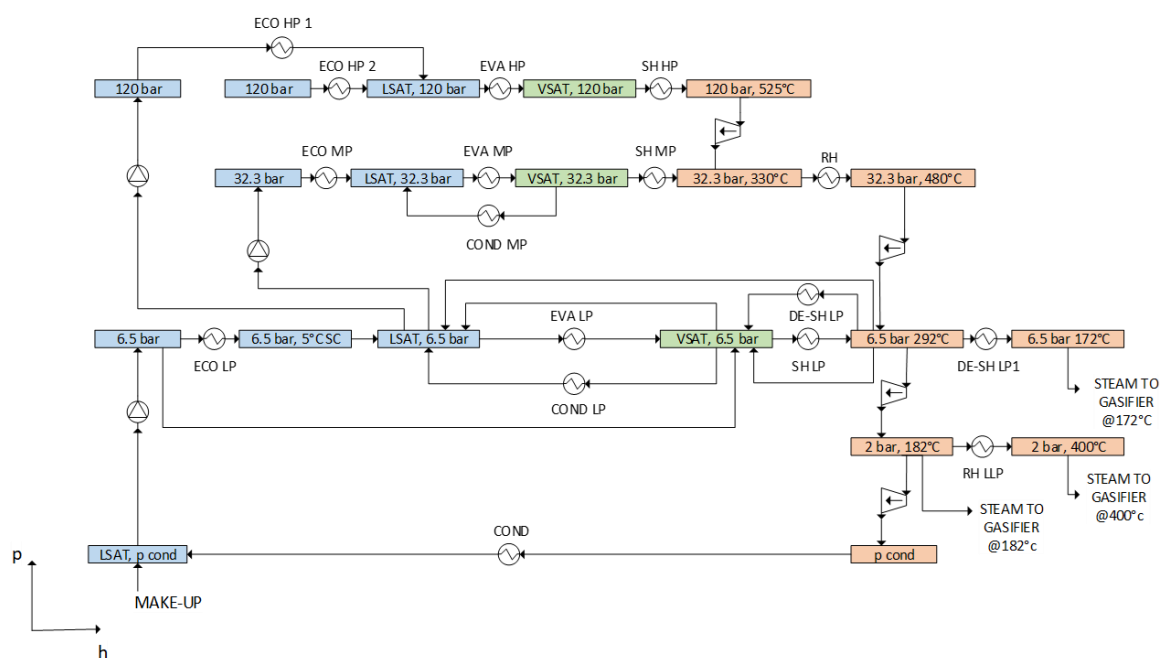 ECO HP 1
ECO HP 2
EVA HP
SH HP
120 bar
120 bar
LSAT, 120 bar
VSAT, 120 bar
120 bar, 525°C
ECO MP
EVA MP
SH MP
RH
32.3 bar
LSAT, 32.3 bar
VSAT, 32.3 bar
32.3 bar, 330°C
32.3 bar, 480°C
COND MP
DE-SH LP
EVA LP
6.5 bar
6.5 bar, 5°C SC
LSAT, 6.5 bar
VSAT, 6.5 bar
6.5 bar 292°C
6.5 bar 172°C
ECO LP
SH LP
DE-SH LP1
COND LP
STEAM TO
GASIFIER
@172°C
2 bar, 182°C
2 bar, 400°C
RH LLP
STEAM TO
GASIFIER
@400°c
STEAM TO
GASIFIER
@182°c
COND
LSAT, p cond
p cond
MAKE-UP
p
h